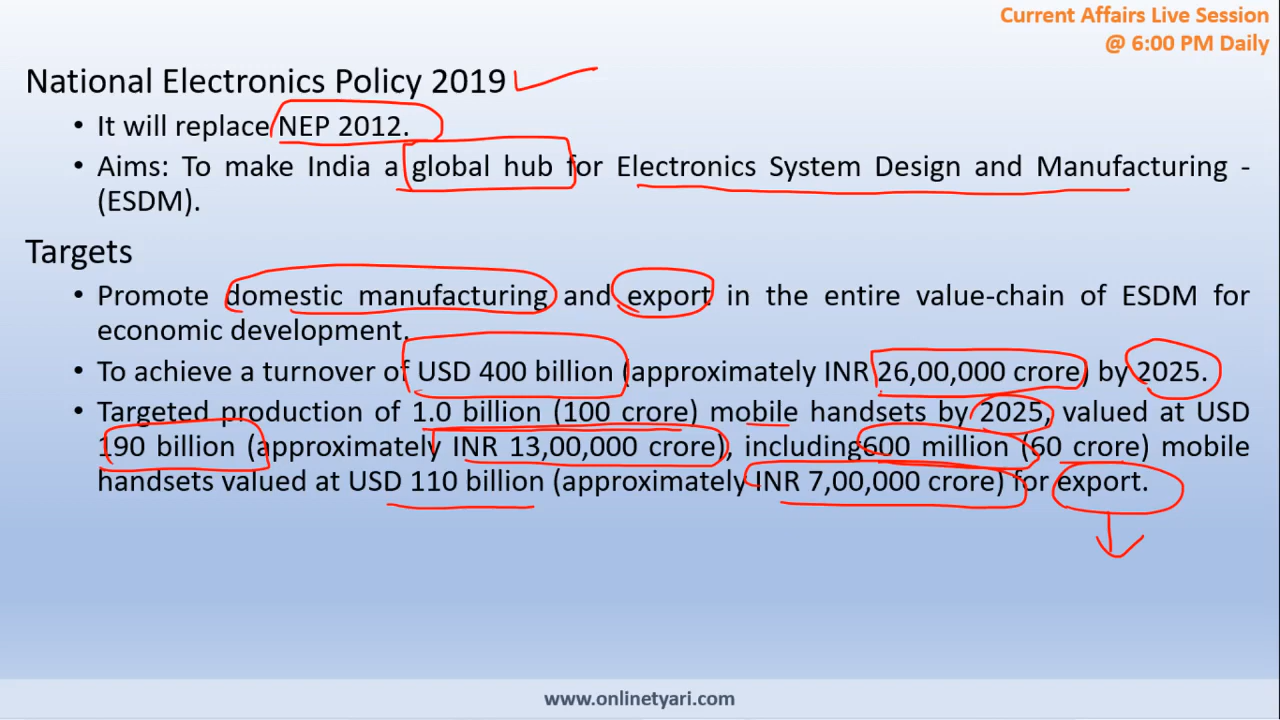 Current Affairs Live Session
@ 6:00 PM Daily
National Electronics Policy 2019
• It will replace NEP 2012.
• Aims: To make India a global hub for Electronics System Design and Manufacturing -
(ESDM).
Targets
• Promote domestic manufacturing and export in the entire value-chain of ESDM for
economic development.
• To achieve a turnover of USD 400 billion (approximately INR 26,00,000 crore) by 2025.
• Targeted production of 1.0 billion (100 crore) mobile handsets by 2025, valued at USD
190 billion (approximately INR 13,00,000 crore), including600 million (60 crore) mobile
handsets valued at USD 110 billion (approximately INR 7,00,000 crore) for export.
www.onlinetyari.com